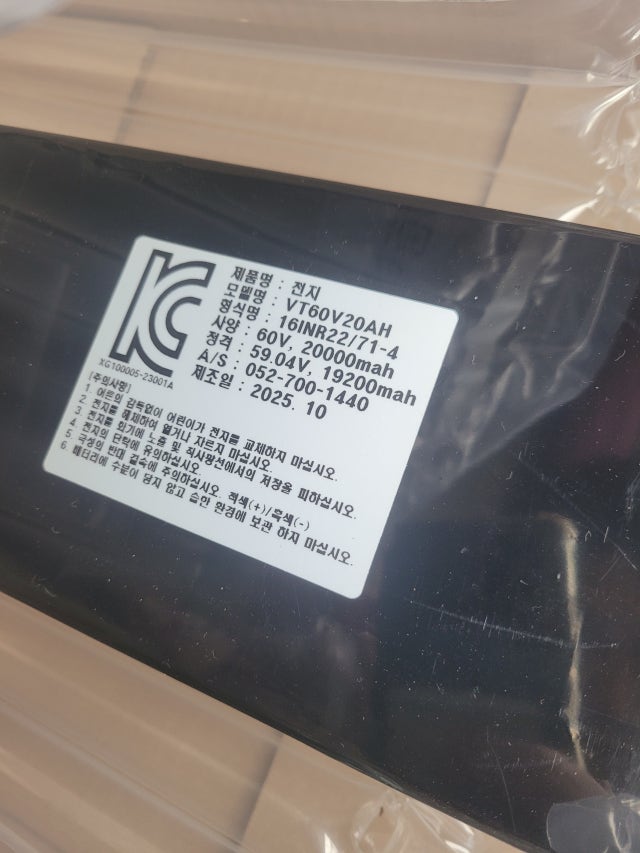 KC
XG100005-23001A
제품명 : 전지
모델명 : VT60V20AH
형식명 : 16INR22/71-4
사양 : 60V, 20000mah
정격 : 59.04V, 19200mah
A/S : 052-700-1440
제조일 : 2025. 10
[주의사항]
1. 어른의 감독없이 어린이가 전지를 교체하지 마십시오.
2. 전지를 해체하여 열거나 자르지 마십시오.
3. 전지를 화기에 노출 및 직사광선에서의 저장을 피하십시오.
4. 전지의 단락에 유의하십시오.
5. 극성의 반대 결속에 주의하십시오. 적색(+)/흑색(-)
6. 배터리에 수분이 닿지 않고 습한 환경에 보관 하지 마십시오.